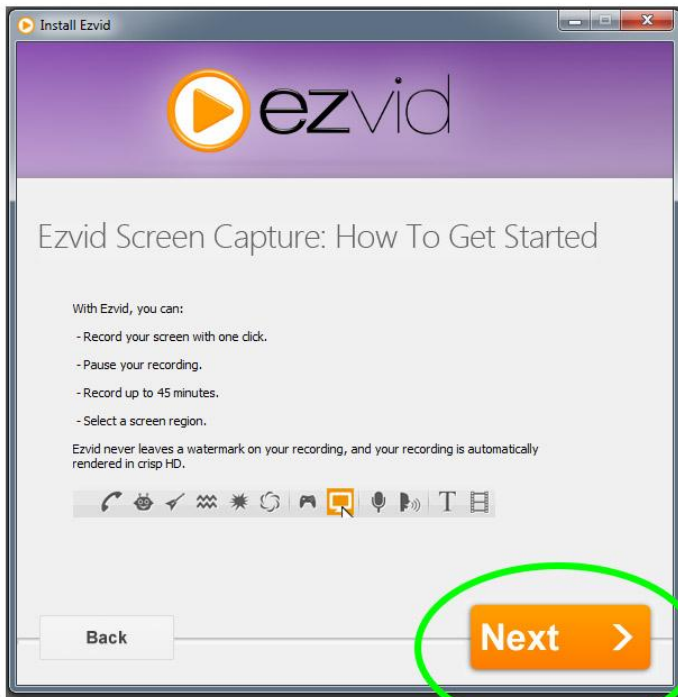 Install Ezvid
ezvid
Ezvid Screen Capture: How To Get Started
With Ezvid, you can:
- Record your screen with one click.
- Pause your recording.
- Record up to 45 minutes.
- Select a screen region.
Ezvid never leaves a watermark on your recording, and your recording is automatically
rendered in crisp HD.
T
Back
Next